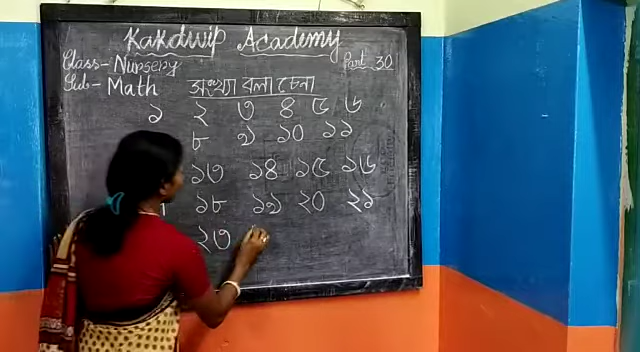 Kakdwip Academy
Part 30
Class- Nursery
Sub- Math সংখ্যা বলা চেনা
১ ২ ৩ ৪ ৫ ৬
৮ ৯ ১০ ১১
১৩ ১৪ ১৫ ১৬
১৮ ১৯ ২০ ২১
২৩